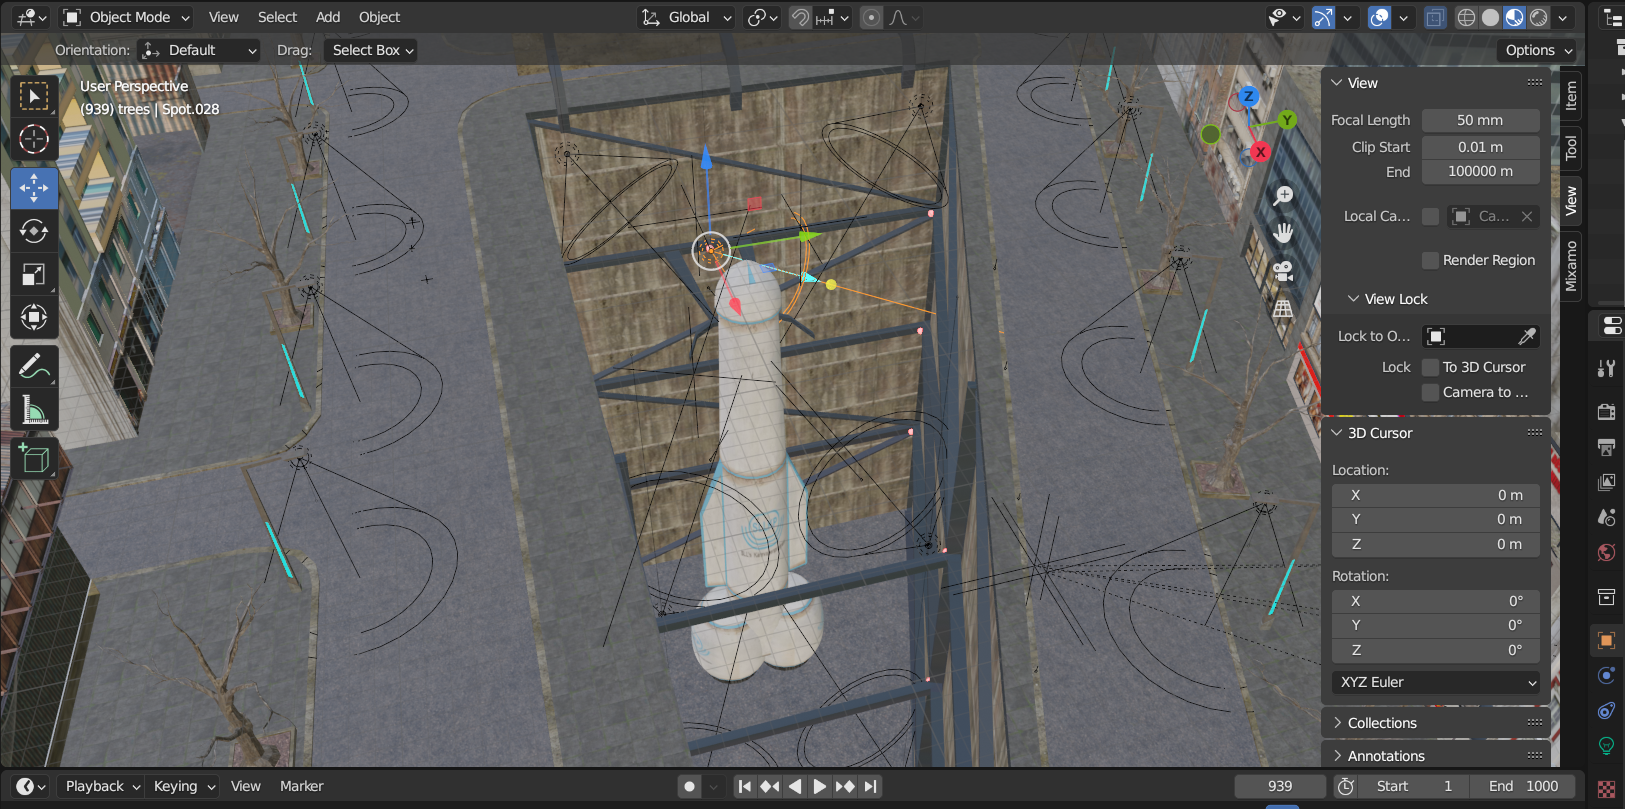 Object Mode
View
Select
Add
Object
Global
Orientation:
Default
Drag:
Select Box
Options
User Perspective
(939) trees | Spot.028
Z
Y
X
View
Focal Length
50 mm
Clip Start
0.01 m
End
100000 m
Local Ca...
Ca...
Render Region
View Lock
Lock to O...
Lock
To 3D Cursor
Camera to ...
3D Cursor
Location:
X
0 m
Y
0 m
Z
0 m
Rotation:
X
0°
Y
0°
Z
0°
XYZ Euler
Collections
Annotations
Item
Tool
View
Mixamo
Playback
Keying
View
Marker
939
Start
1
End
1000